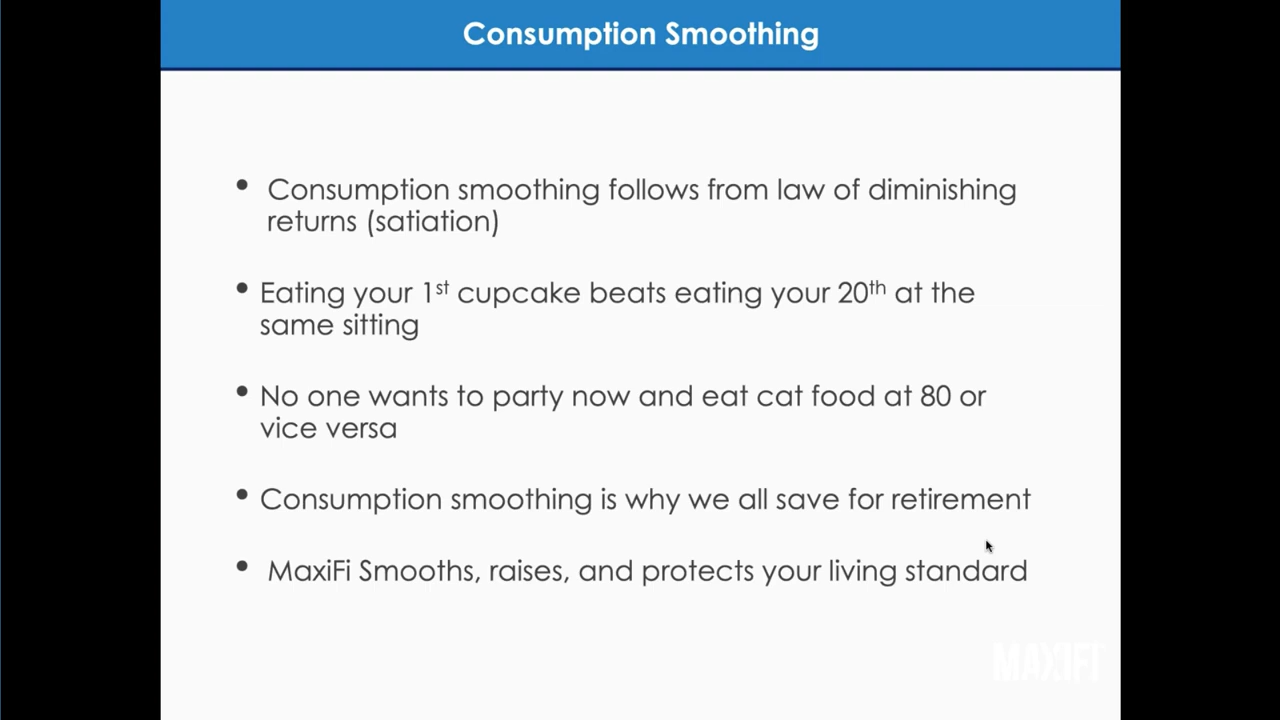 Consumption Smoothing
• Consumption smoothing follows from law of diminishing
returns (satiation)
• Eating your 1st cupcake beats eating your 20th at the
same sitting
• No one wants to party now and eat cat food at 80 or
vice versa
• Consumption smoothing is why we all save for retirement
• MaxiFi Smooths, raises, and protects your living standard
MAXIFI